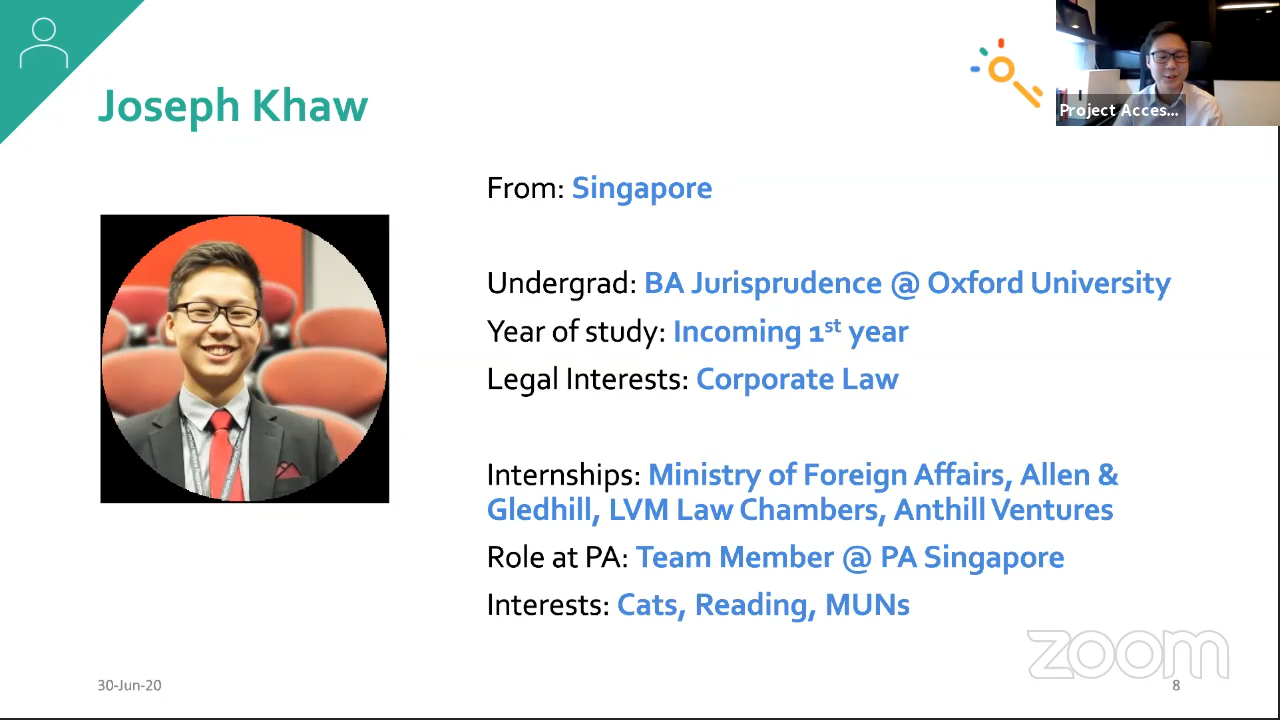 Joseph Khaw
Project Acces...
From: Singapore
Undergrad: BA Jurisprudence @ Oxford University
Year of study: Incoming 1st year
Legal Interests: Corporate Law
Internships: Ministry of Foreign Affairs, Allen &
Gledhill, LVM Law Chambers, Anthill Ventures
Role at PA: Team Member @ PA Singapore
Interests: Cats, Reading, MUNs
zoom
30-Jun-20
8